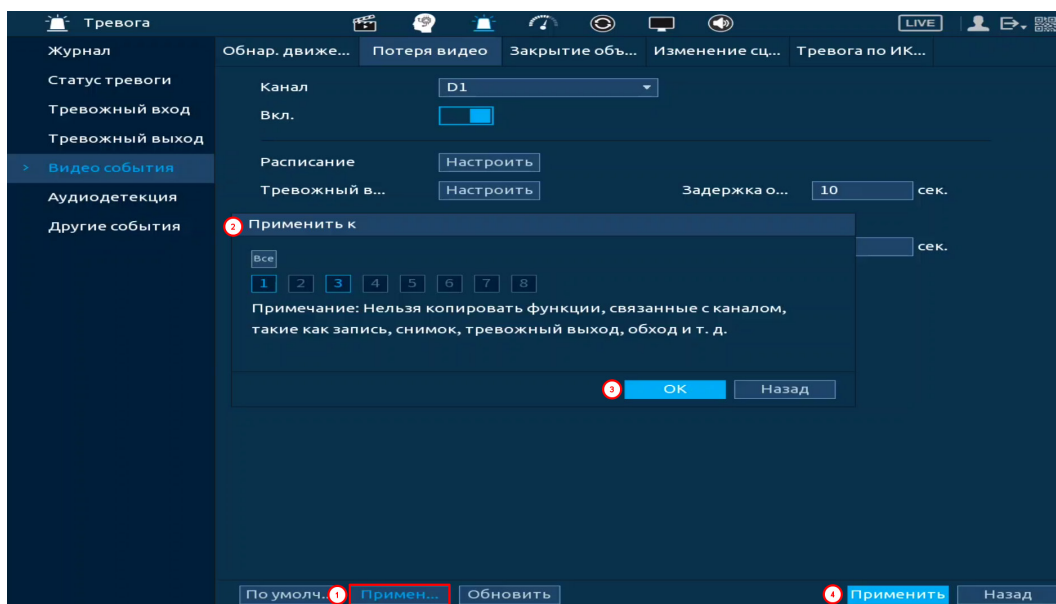 Тревога LIVE
Журнал
Статус тревоги
Тревожный вход
Тревожный выход
> Видео события
Аудиодетекция
Другие события
Обнар. движе... Потеря видео Закрытие объ... Изменение сц... Тревога по ИК...
Канал D1
Вкл.
Расписание Настроить
Тревожный в... Настроить Задержка о... 10 сек.
сек.
2 Применить к
Все
1 2 3 4 5 6 7 8
Примечание: Нельзя копировать функции, связанные с каналом,
такие как запись, снимок, тревожный выход, обход и т. д.
3 OK Назад
По умолч... 1 Примен... Обновить 4 Применить Назад